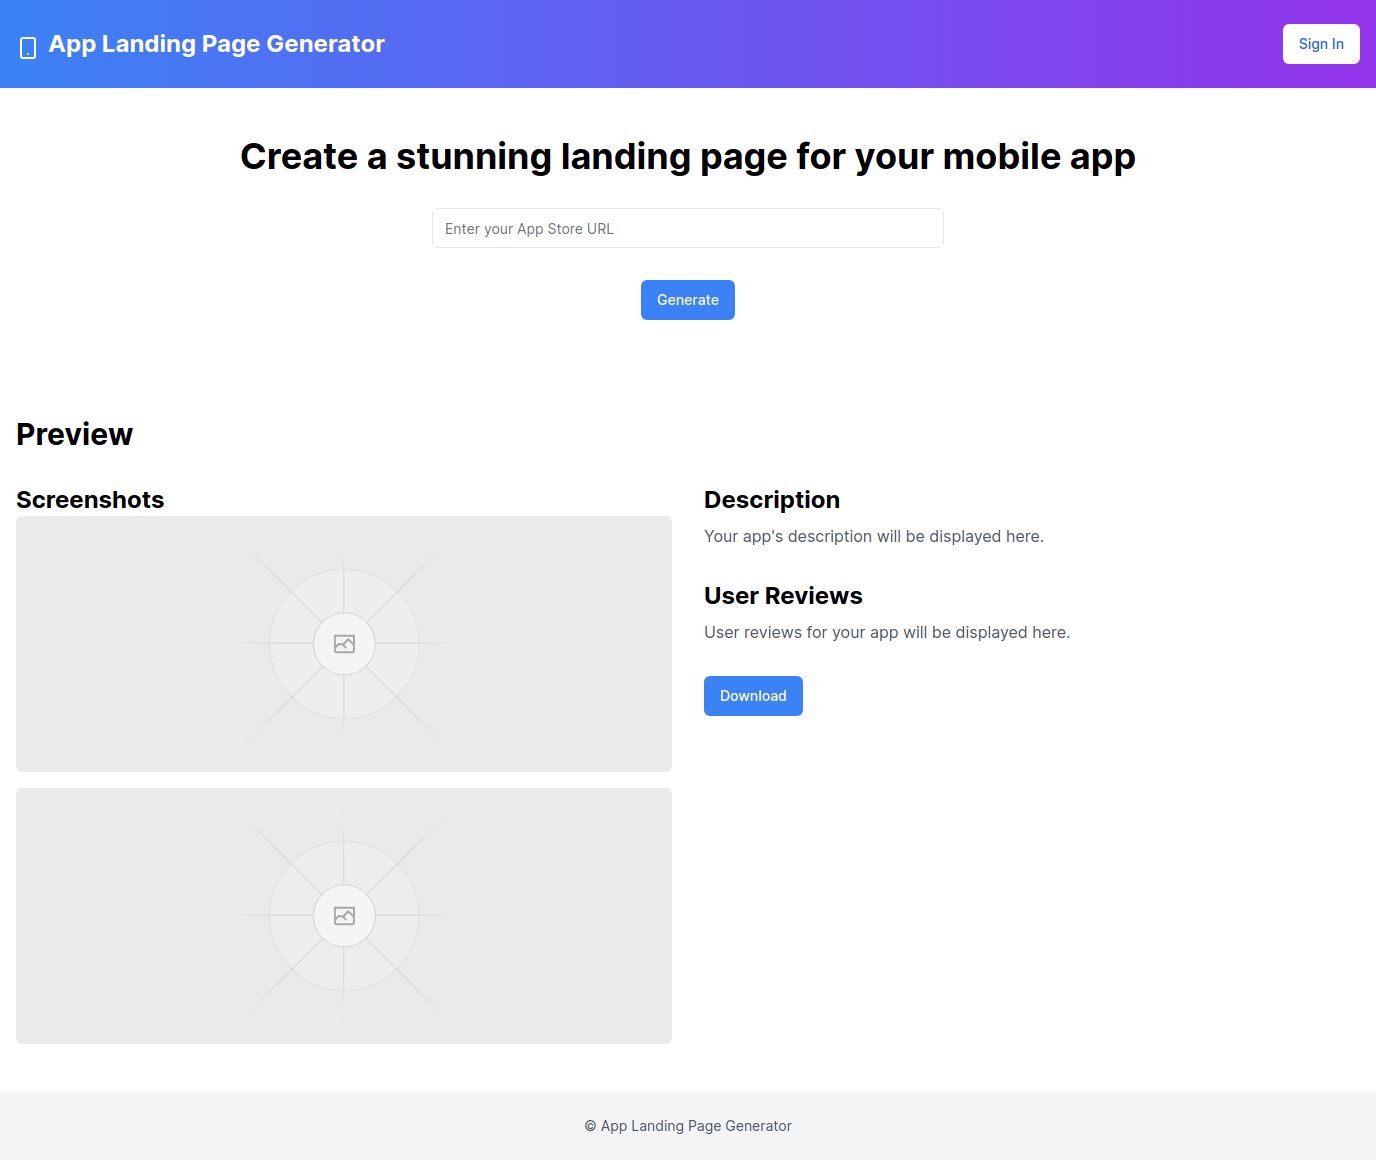 App Landing Page Generator
Sign In
Create a stunning landing page for your mobile app
Enter your App Store URL
Generate
Preview
Screenshots
Description
Your app's description will be displayed here.
User Reviews
User reviews for your app will be displayed here.
Download
© App Landing Page Generator